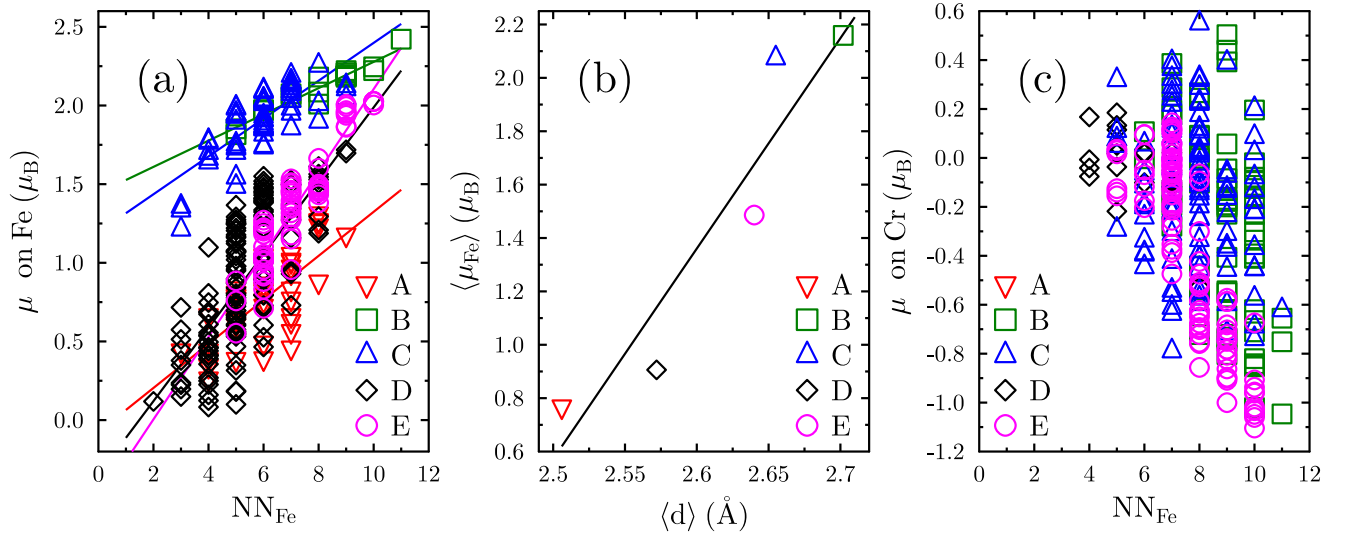 2.5
2.0
1.5
1.0
0.5
0.0
μ on Fe (μB)
(a)
A
B
C
D
E
0 2 4 6 8 10 12
NNFe
2.2
2.0
1.8
1.6
1.4
1.2
1.0
0.8
0.6
⟨μFe⟩ (μB)
(b)
A
B
C
D
E
2.5 2.55 2.6 2.65 2.7
⟨d⟩ (Å)
0.6
0.4
0.2
0.0
-0.2
-0.4
-0.6
-0.8
-1.0
-1.2
μ on Cr (μB)
(c)
A
B
C
D
E
0 2 4 6 8 10 12
NNFe